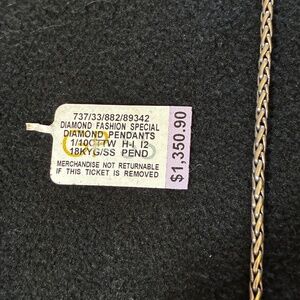 737/33/882/89342
DIAMOND FASHION SPECIAL
DIAMOND PENDANTS
1/10CTTW H-I I2
18KYG/SS PEND
MERCHANDISE NOT RETURNABLE
IF THIS TICKET IS REMOVED
$1,350.90